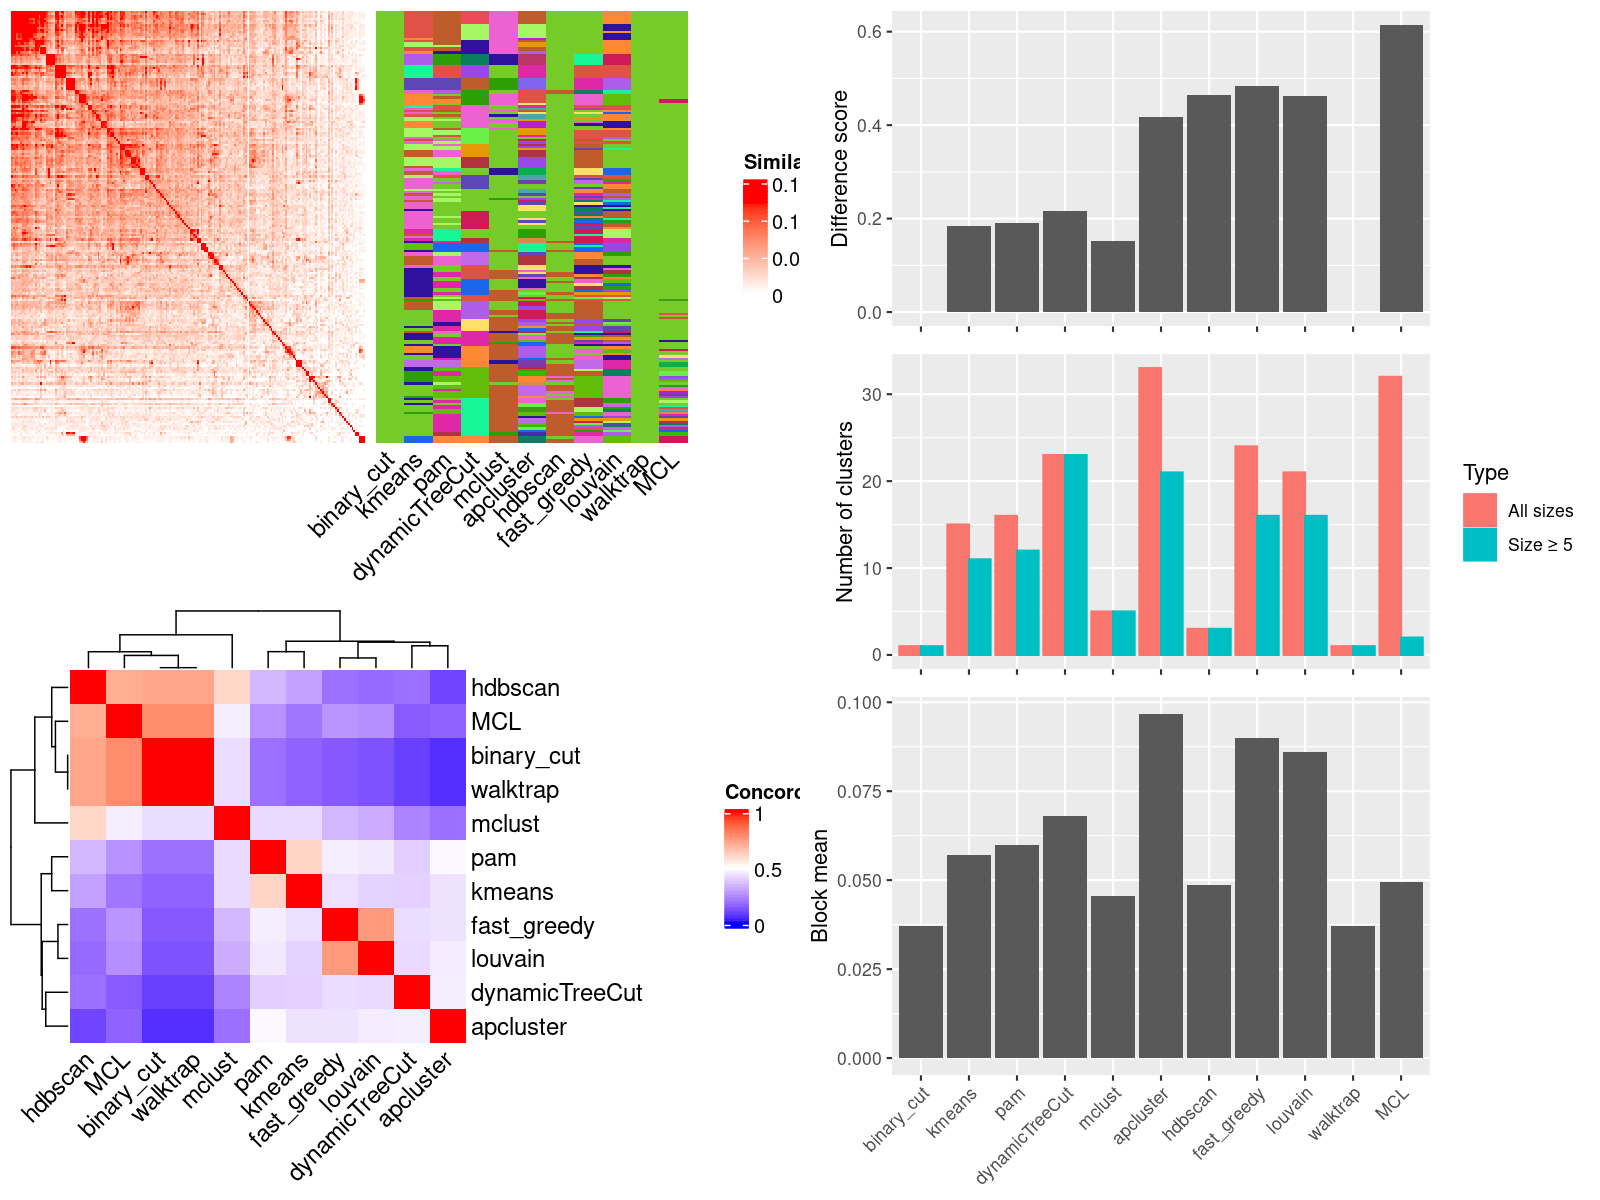 Simila
0.1
0.1
0.0
0
binary_cut
kmeans
pam
dynamicTreeCut
mclust
apcluster
hdbscan
fast_greedy
louvain
walktrap
MCL
hdbscan
MCL
binary_cut
walktrap
mclust
pam
kmeans
fast_greedy
louvain
dynamicTreeCut
apcluster
hdbscan
MCL
binary_cut
walktrap
mclust
pam
kmeans
fast_greedy
louvain
dynamicTreeCut
apcluster
Concord
1
0.5
0
Difference score
0.6
0.4
0.2
0.0
Number of clusters
30
20
10
0
Type
All sizes
Size ≥ 5
Block mean
0.100
0.075
0.050
0.025
0.000
binary_cut
kmeans
pam
dynamicTreeCut
mclust
apcluster
hdbscan
fast_greedy
louvain
walktrap
MCL